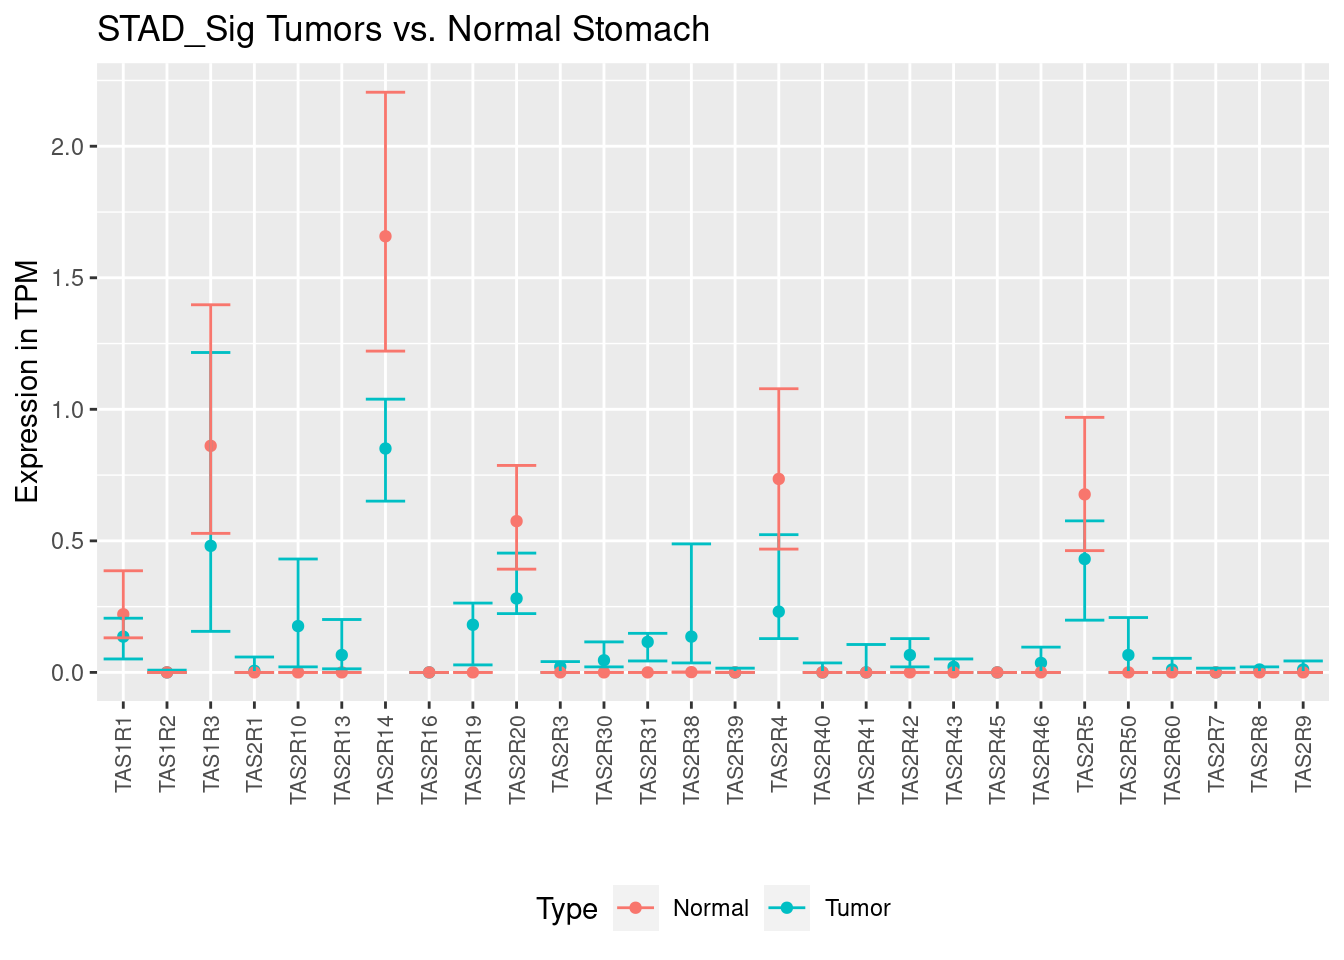 STAD_Sig Tumors vs. Normal Stomach
Expression in TPM
2.0
1.5
1.0
0.5
0.0
TAS1R1
TAS1R2
TAS1R3
TAS2R1
TAS2R10
TAS2R13
TAS2R14
TAS2R16
TAS2R19
TAS2R20
TAS2R3
TAS2R30
TAS2R31
TAS2R38
TAS2R39
TAS2R4
TAS2R40
TAS2R41
TAS2R42
TAS2R43
TAS2R45
TAS2R46
TAS2R5
TAS2R50
TAS2R60
TAS2R7
TAS2R8
TAS2R9
Type Normal Tumor